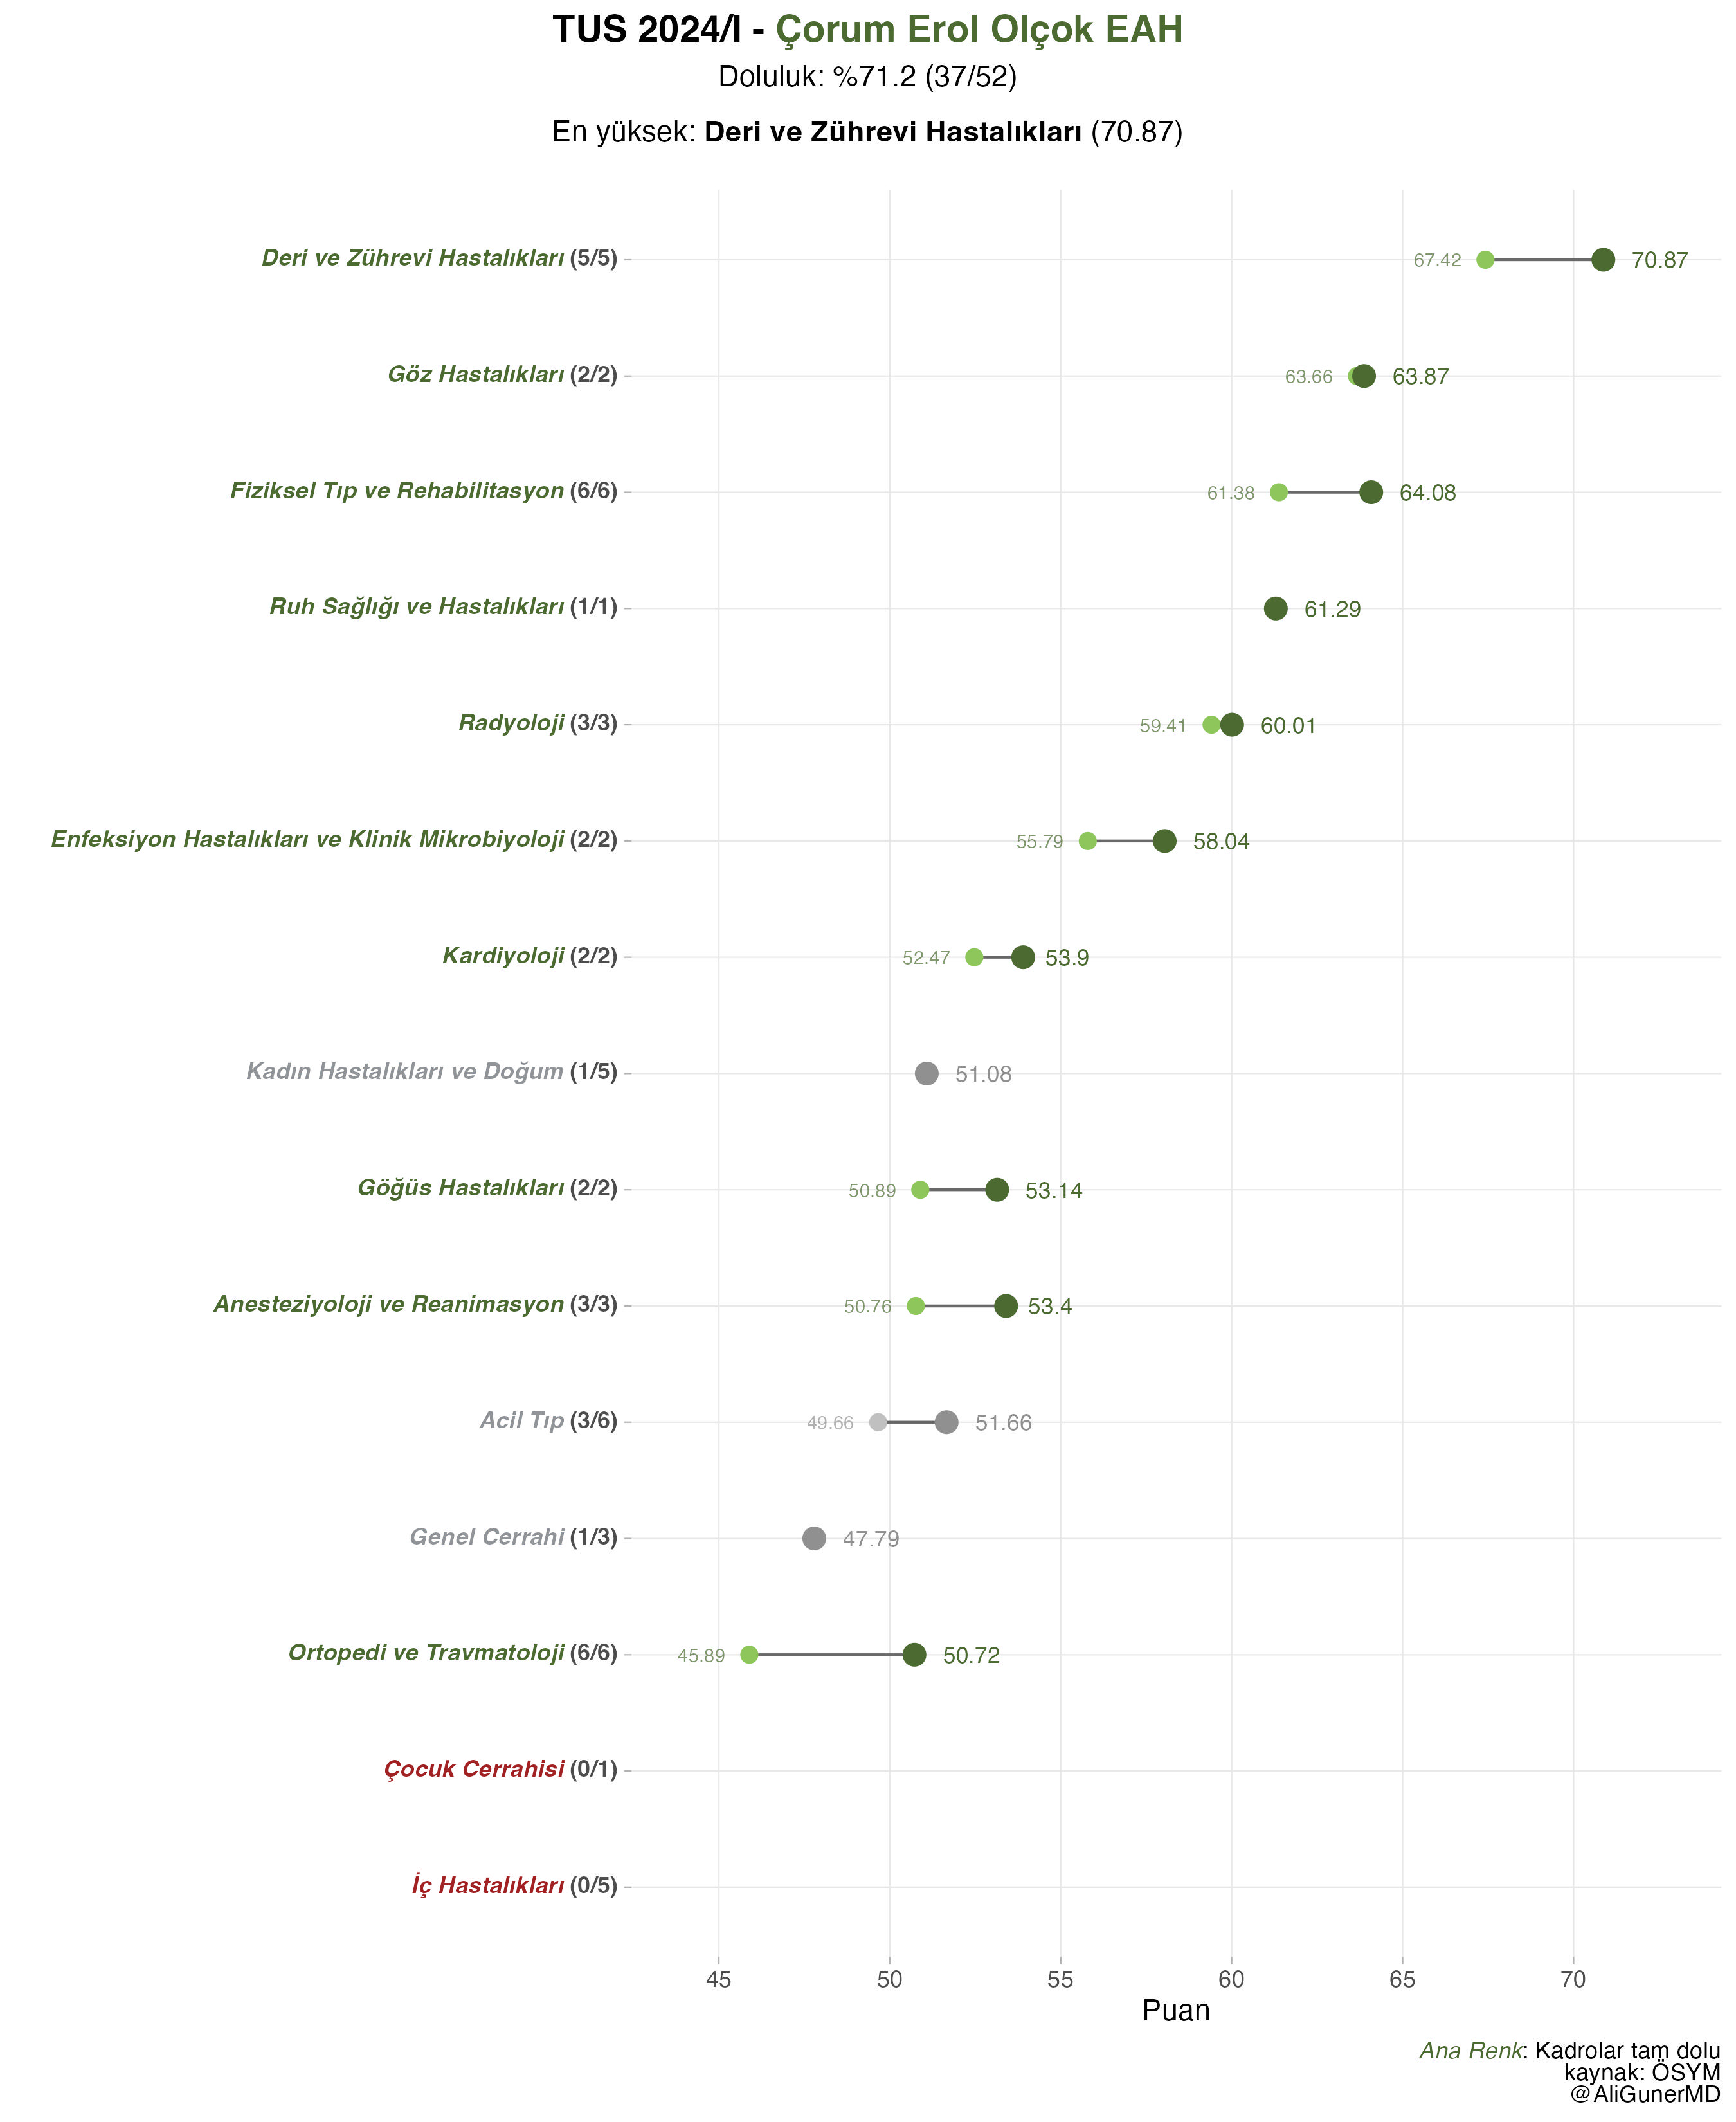 TUS 2024/I - Çorum Erol Olçok EAH
Doluluk: %71.2 (37/52)
En yüksek: Deri ve Zührevi Hastalıkları (70.87)
Deri ve Zührevi Hastalıkları (5/5) 67.42 70.87
Göz Hastalıkları (2/2) 63.66 63.87
Fiziksel Tıp ve Rehabilitasyon (6/6) 61.38 64.08
Ruh Sağlığı ve Hastalıkları (1/1) 61.29
Radyoloji (3/3) 59.41 60.01
Enfeksiyon Hastalıkları ve Klinik Mikrobiyoloji (2/2) 55.79 58.04
Kardiyoloji (2/2) 52.47 53.9
Kadın Hastalıkları ve Doğum (1/5) 51.08
Göğüs Hastalıkları (2/2) 50.89 53.14
Anesteziyoloji ve Reanimasyon (3/3) 50.76 53.4
Acil Tıp (3/6) 49.66 51.66
Genel Cerrahi (1/3) 47.79
Ortopedi ve Travmatoloji (6/6) 45.89 50.72
Çocuk Cerrahisi (0/1)
İç Hastalıkları (0/5)
45 50 55 60 65 70
Puan
Ana Renk: Kadrolar tam dolu
kaynak: ÖSYM
@AliGunerMD